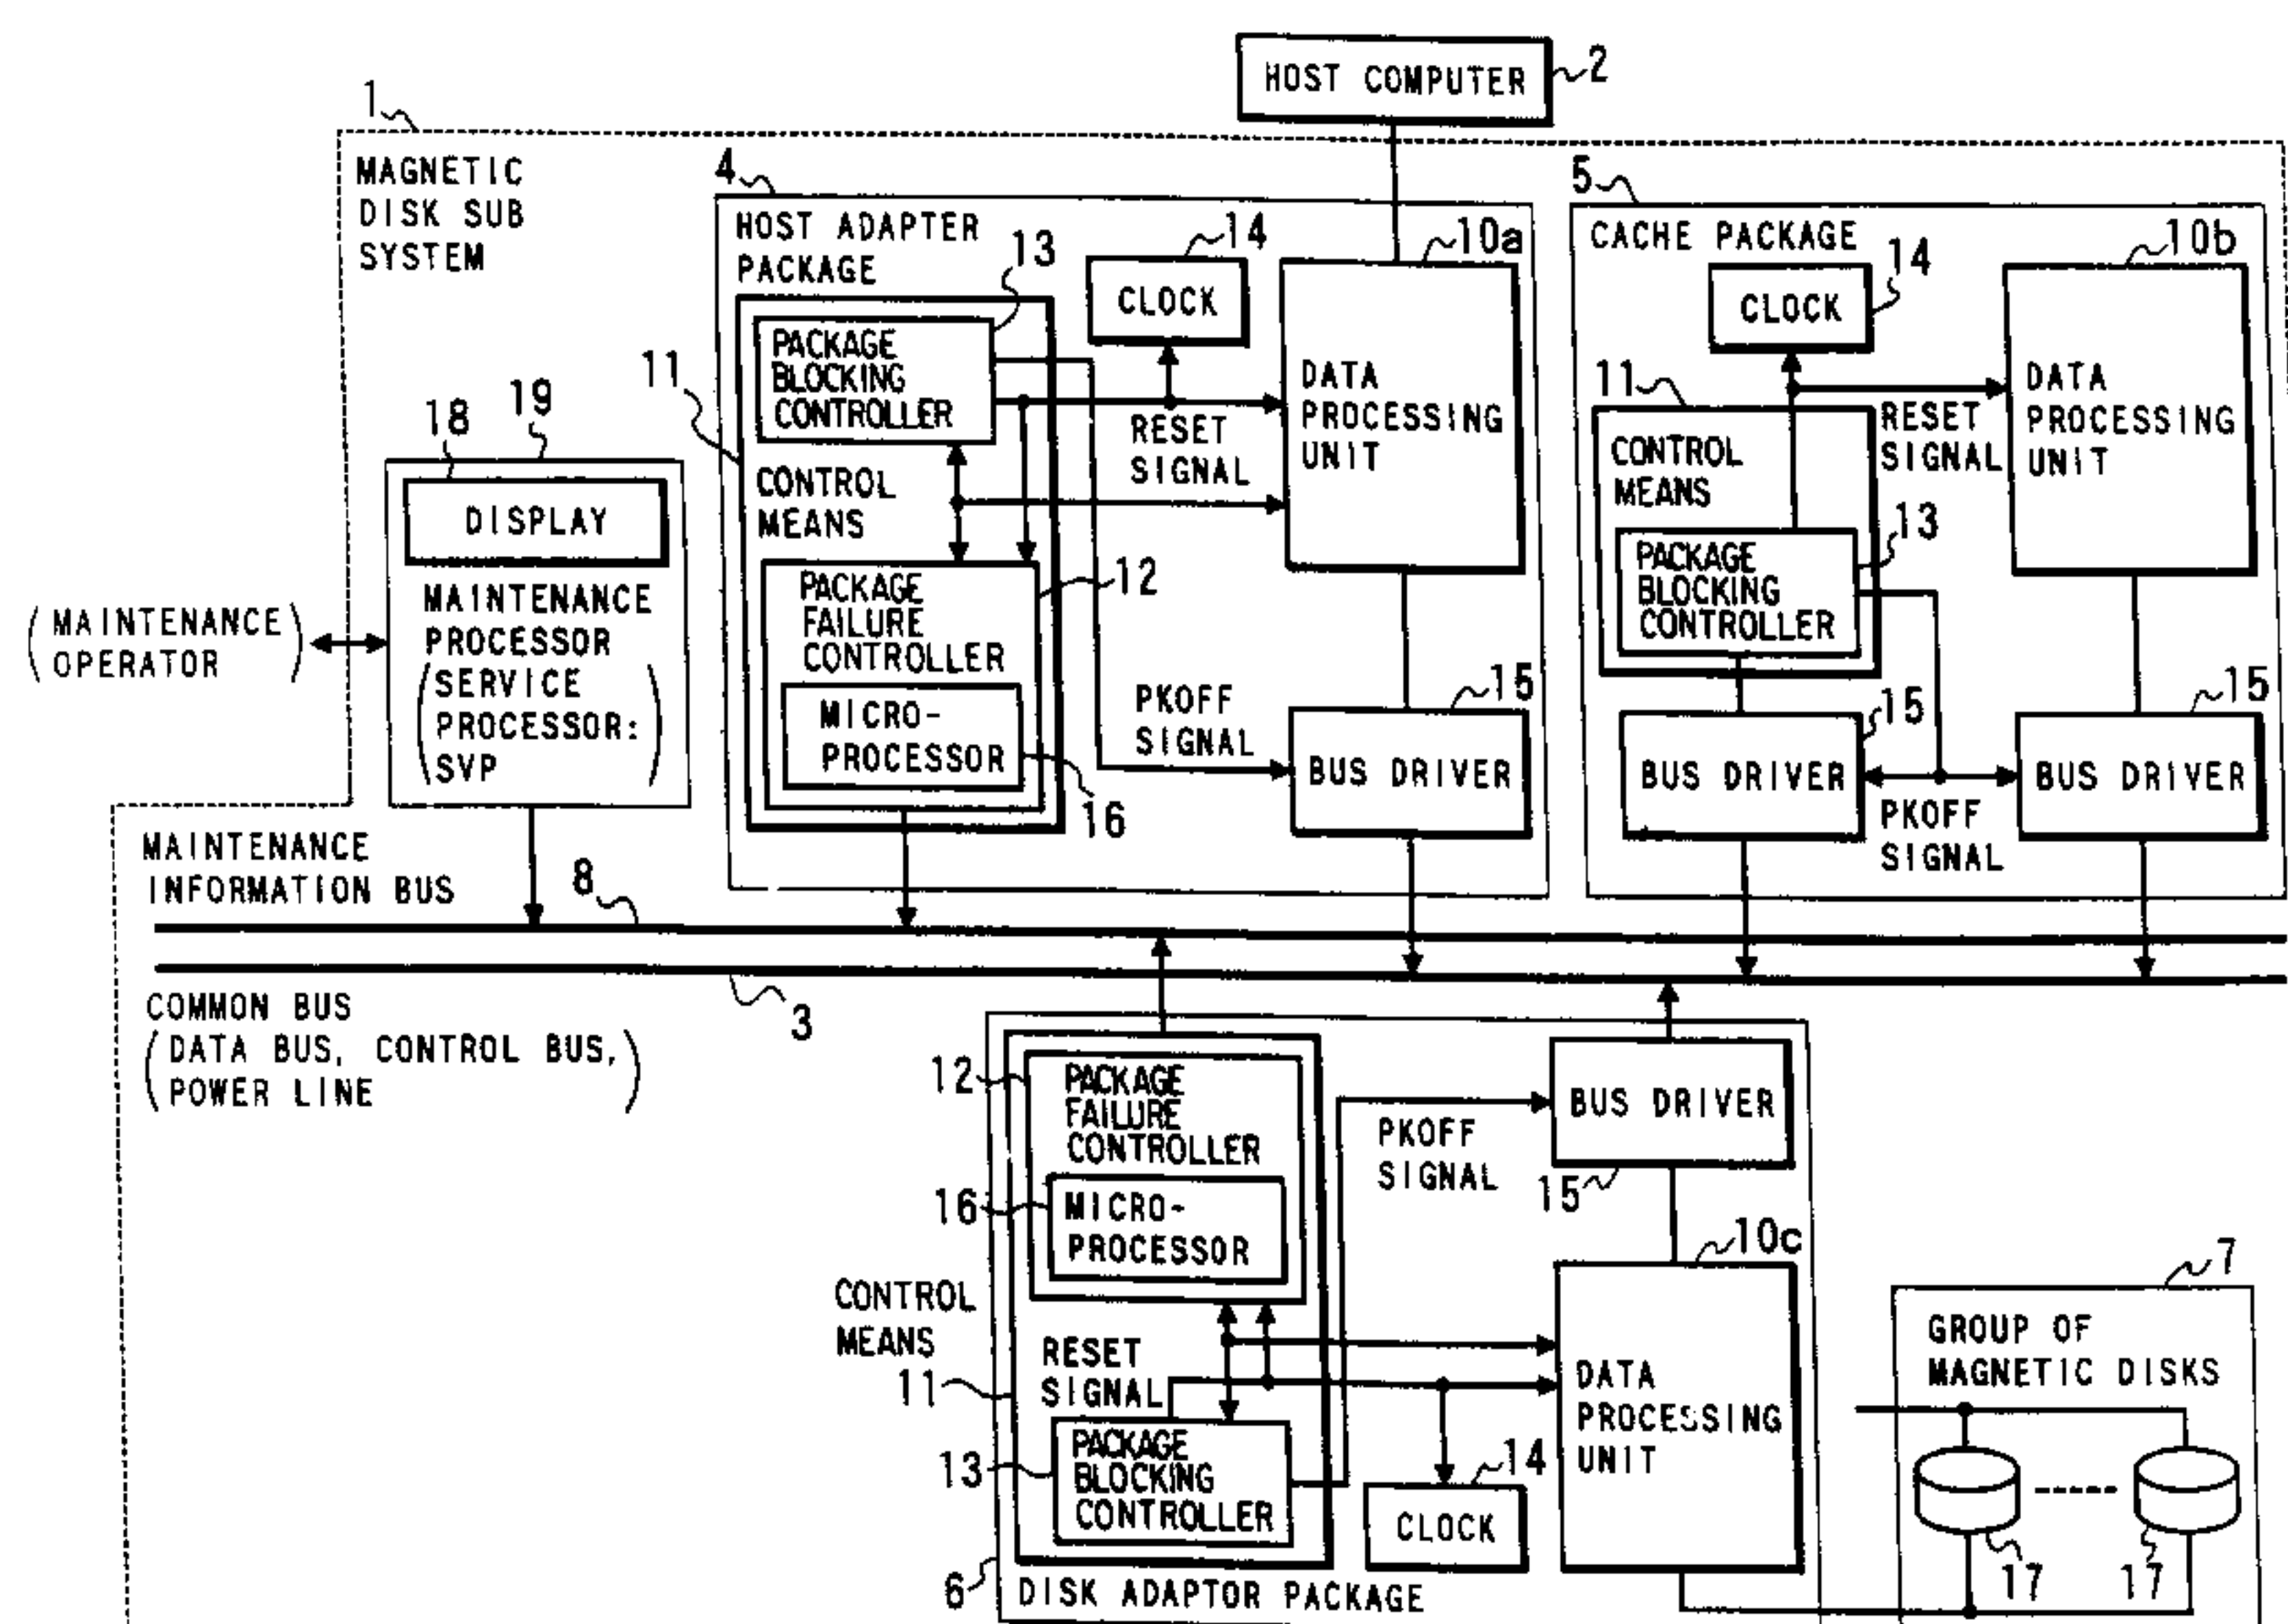 HOST COMPUTER
2
1
MAGNETIC
DISK SUB
SYSTEM
4
HOST ADAPTER
PACKAGE
13
14
CLOCK
10a
11
PACKAGE
BLOCKING
CONTROLLER
RESET
SIGNAL
DATA
PROCESSING
UNIT
CONTROL
MEANS
PACKAGE
FAILURE
CONTROLLER
12
MICRO-
PROCESSOR
16
PKOFF
SIGNAL
15
BUS DRIVER
5
CACHE PACKAGE
14
CLOCK
10b
11
CONTROL
MEANS
RESET
SIGNAL
DATA
PROCESSING
UNIT
13
PACKAGE
BLOCKING
CONTROLLER
15
BUS DRIVER
15
BUS DRIVER
PKOFF
SIGNAL
18
19
DISPLAY
MAINTENANCE
PROCESSOR
(SERVICE
PROCESSOR:
SVP)
(MAINTENANCE
OPERATOR)
MAINTENANCE
INFORMATION BUS
8
3
COMMON BUS
(DATA BUS, CONTROL BUS,
POWER LINE)
12
PACKAGE
FAILURE
CONTROLLER
16
MICRO-
PROCESSOR
PKOFF
SIGNAL
BUS DRIVER
15
10c
CONTROL
MEANS
11
RESET
SIGNAL
DATA
PROCESSING
UNIT
13
PACKAGE
BLOCKING
CONTROLLER
14
CLOCK
6
DISK ADAPTOR PACKAGE
7
GROUP OF
MAGNETIC DISKS
17
17